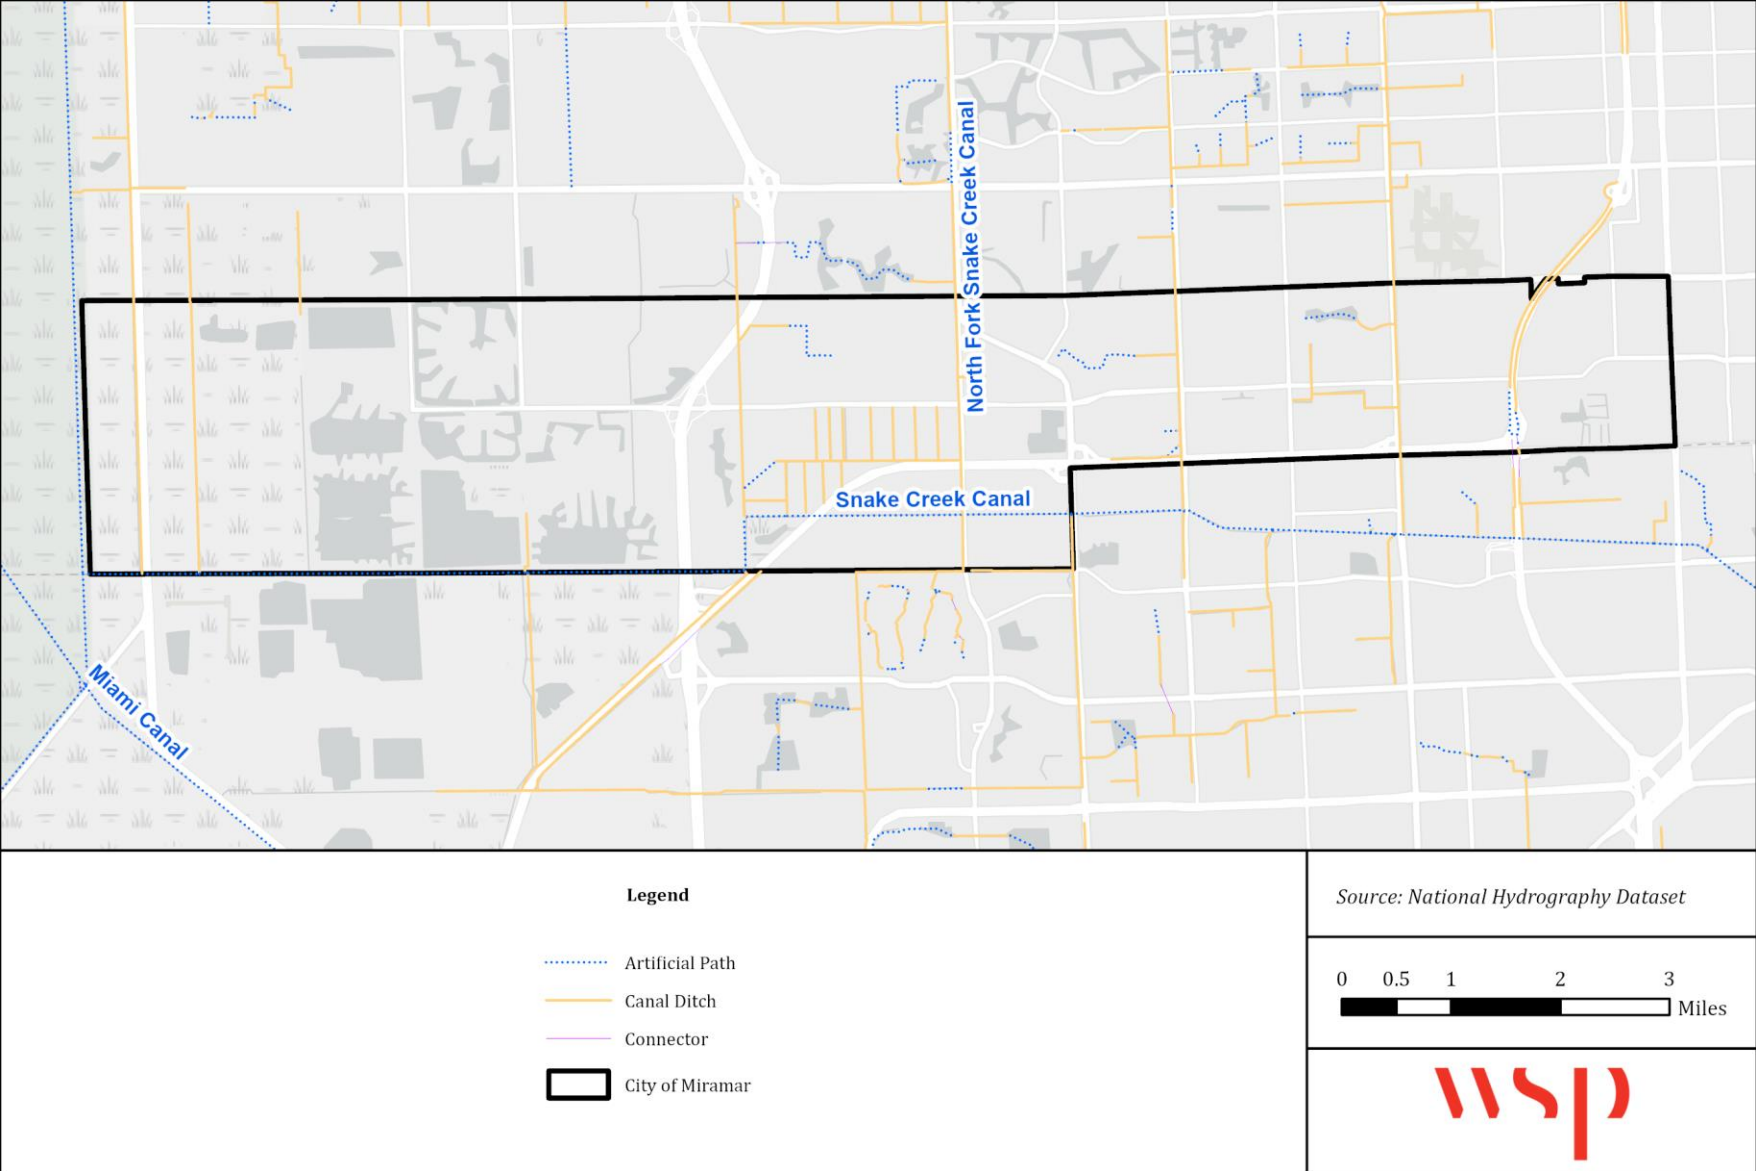 North Fork Snake Creek Canal
Snake Creek Canal
Miami Canal
Legend
Artificial Path
Canal Ditch
Connector
City of Miramar
Source: National Hydrography Dataset
0 0.5 1 2 3
Miles
wsp